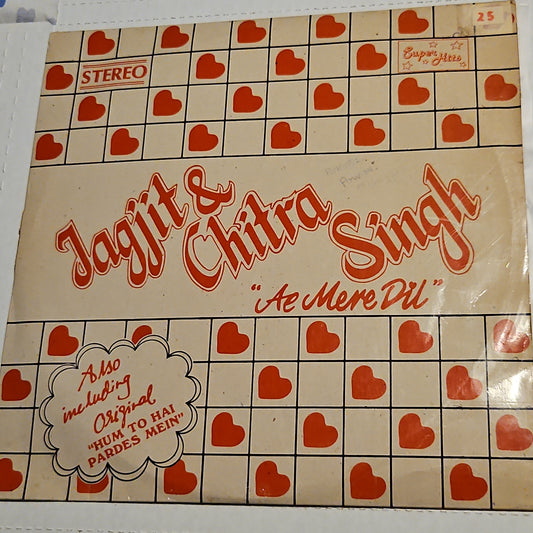 25
STEREO
Super Hits
Jagjit &
Chitra
Singh
"Ae Mere Dil"
Also
including
Original
"HUM TO HAI
PARDES MEIN"